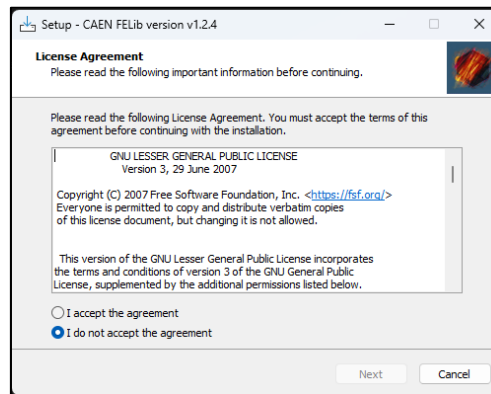 Setup - CAEN FELib version v1.2.4
License Agreement
Please read the following important information before continuing.
Please read the following License Agreement. You must accept the terms of this
agreement before continuing with the installation.
GNU LESSER GENERAL PUBLIC LICENSE
Version 3, 29 June 2007
Copyright (C) 2007 Free Software Foundation, Inc. <https://fsf.org/>
Everyone is permitted to copy and distribute verbatim copies
of this license document, but changing it is not allowed.
This version of the GNU Lesser General Public License incorporates
the terms and conditions of version 3 of the GNU General Public
License, supplemented by the additional permissions listed below.
I accept the agreement
I do not accept the agreement
Next
Cancel